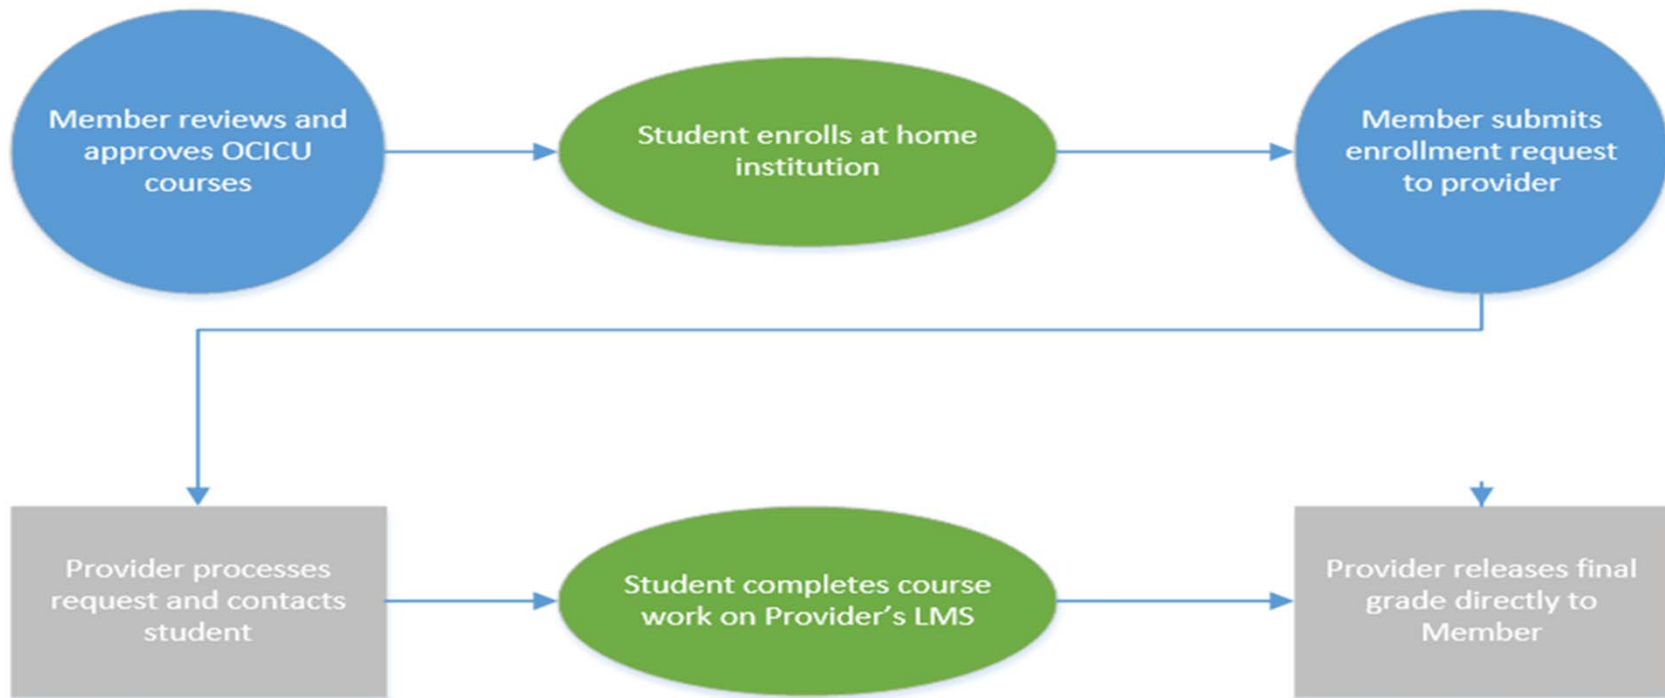 Member reviews and
approves OCICU
courses
Student enrolls at home
institution
Member submits
enrollment request
to provider
Provider processes
request and contacts
student
Student completes course
work on Provider’s LMS
Provider releases final
grade directly to
Member